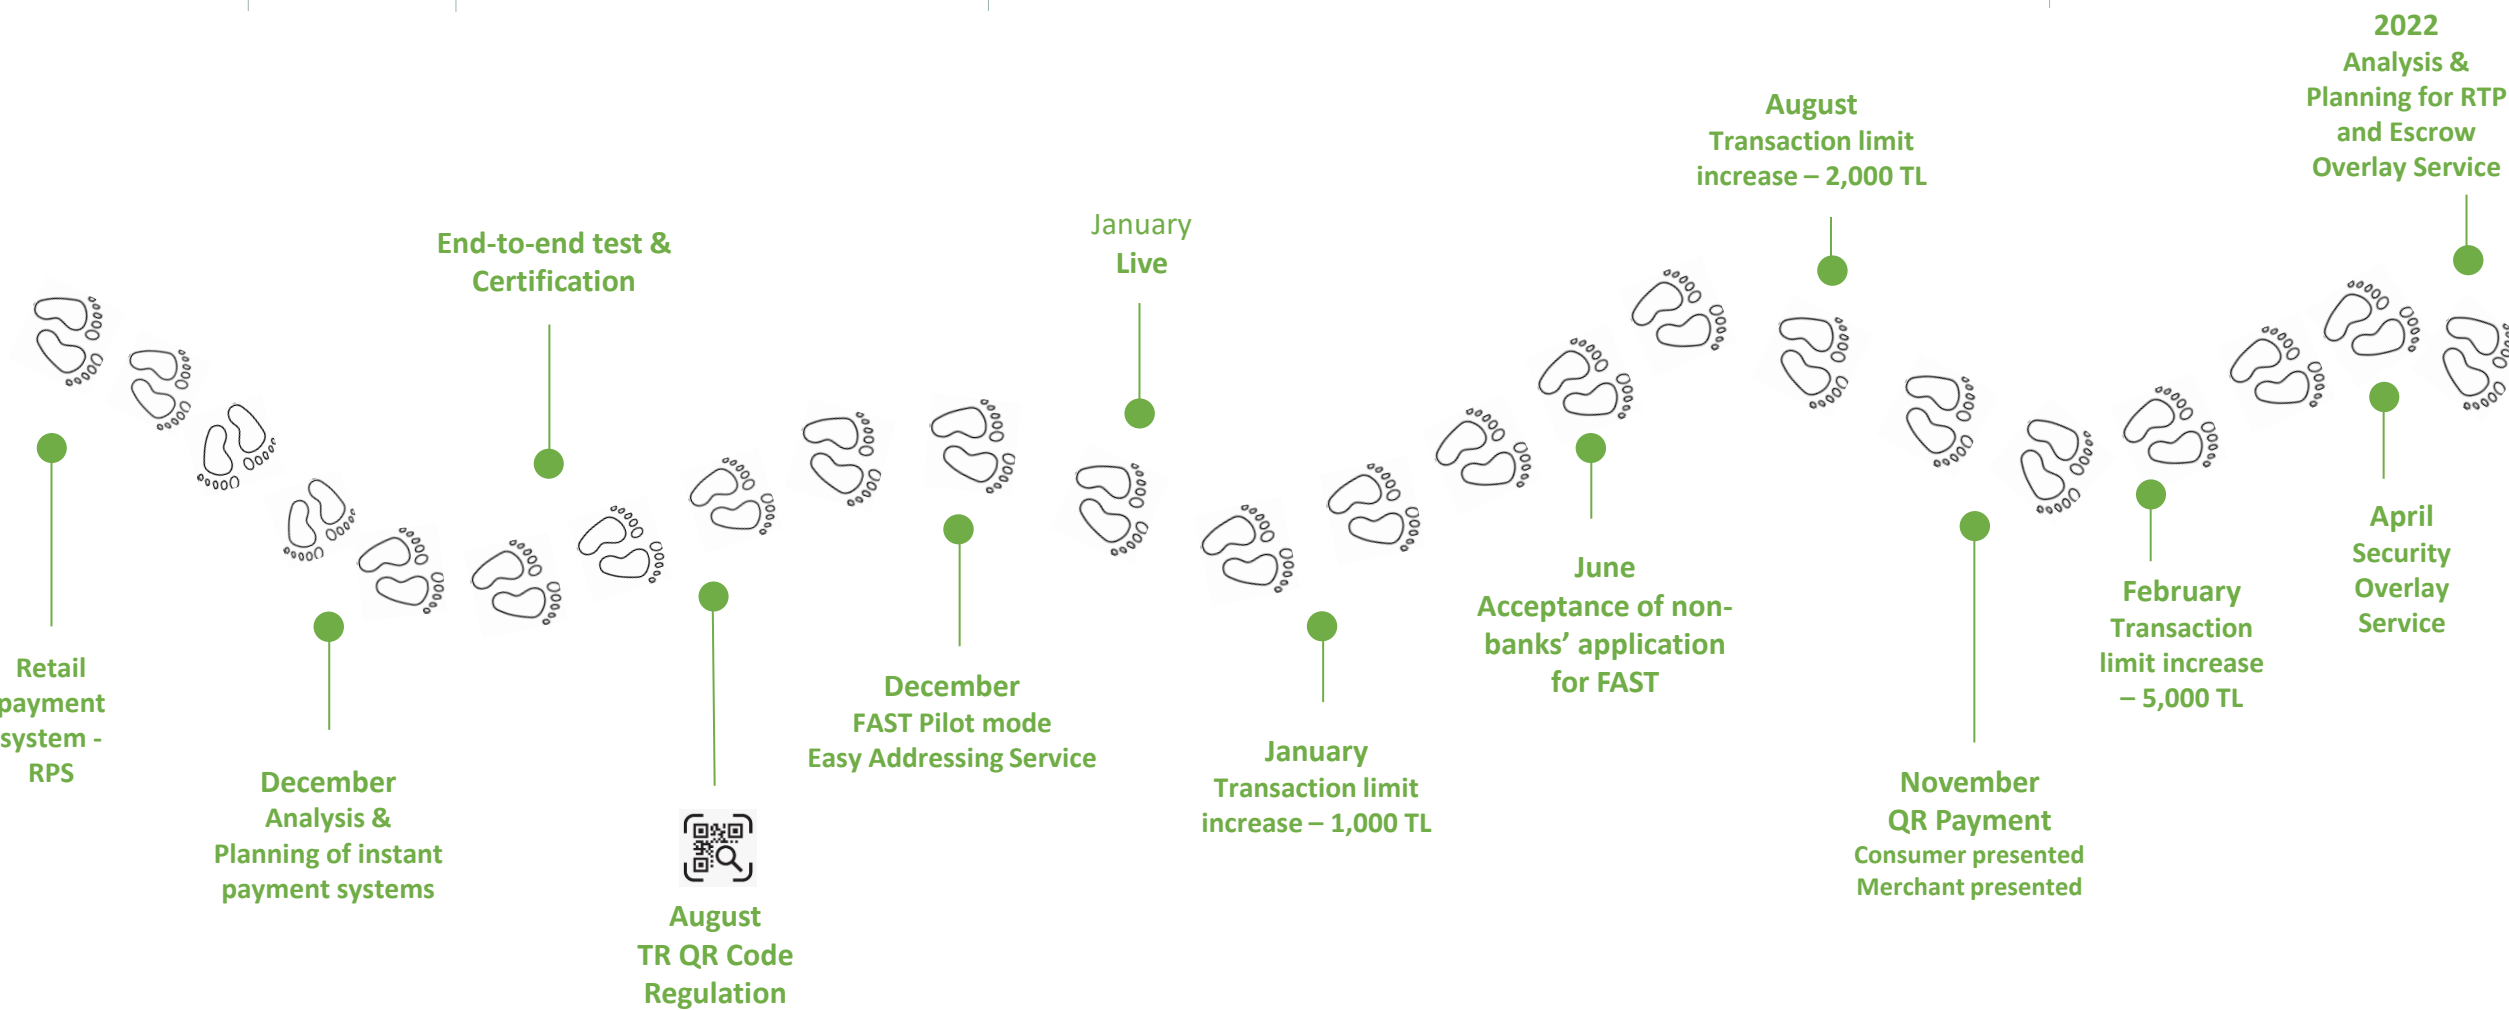 Retail
payment
system -
RPS
December
Analysis &
Planning of instant
payment systems
End-to-end test &
Certification
August
TR QR Code
Regulation
December
FAST Pilot mode
Easy Addressing Service
January
Live
January
Transaction limit
increase – 1,000 TL
June
Acceptance of non-
banks’ application
for FAST
August
Transaction limit
increase – 2,000 TL
November
QR Payment
Consumer presented
Merchant presented
February
Transaction
limit increase
– 5,000 TL
April
Security
Overlay
Service
2022
Analysis &
Planning for RTP
and Escrow
Overlay Service